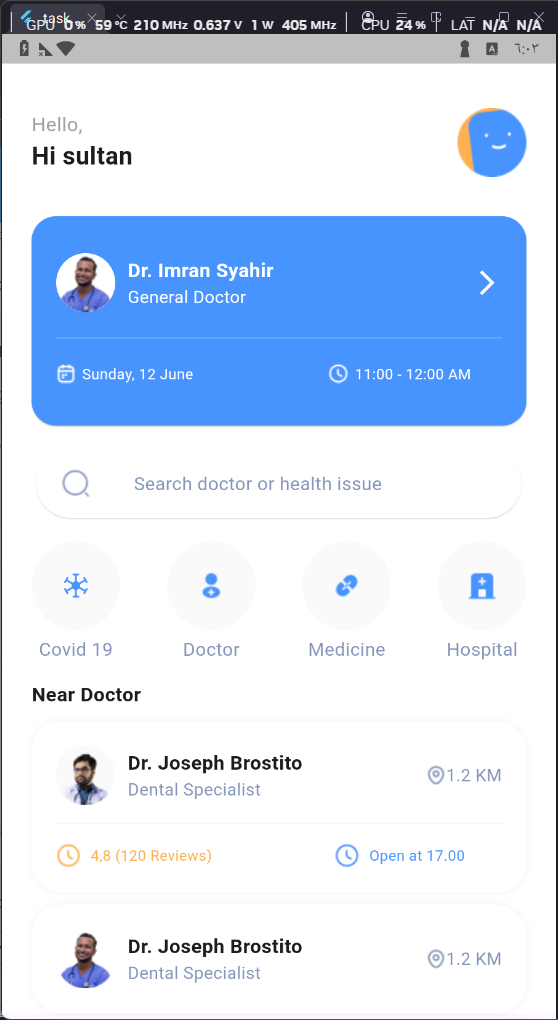 task
GPU 0 % 59 °C 210 MHz 0.637 V 1 W 405 MHz CPU 24 % LAT N/A N/A
A ٦:٠٣
Hello,
Hi sultan
Dr. Imran Syahir
General Doctor
Sunday, 12 June
11:00 - 12:00 AM
Search doctor or health issue
Covid 19
Doctor
Medicine
Hospital
Near Doctor
Dr. Joseph Brostito
Dental Specialist
1.2 KM
4,8 (120 Reviews)
Open at 17.00
Dr. Joseph Brostito
Dental Specialist
1.2 KM